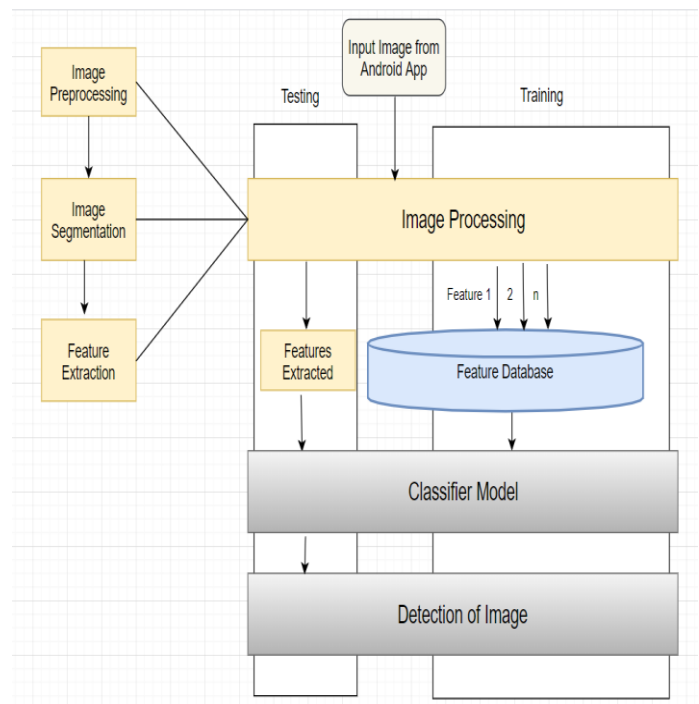 Input Image from
Android App
Image
Preprocessing
Testing
Training
Image
Segmentation
Image Processing
Feature 1 2 n
Feature
Extraction
Features
Extracted
Feature Database
Classifier Model
Detection of Image